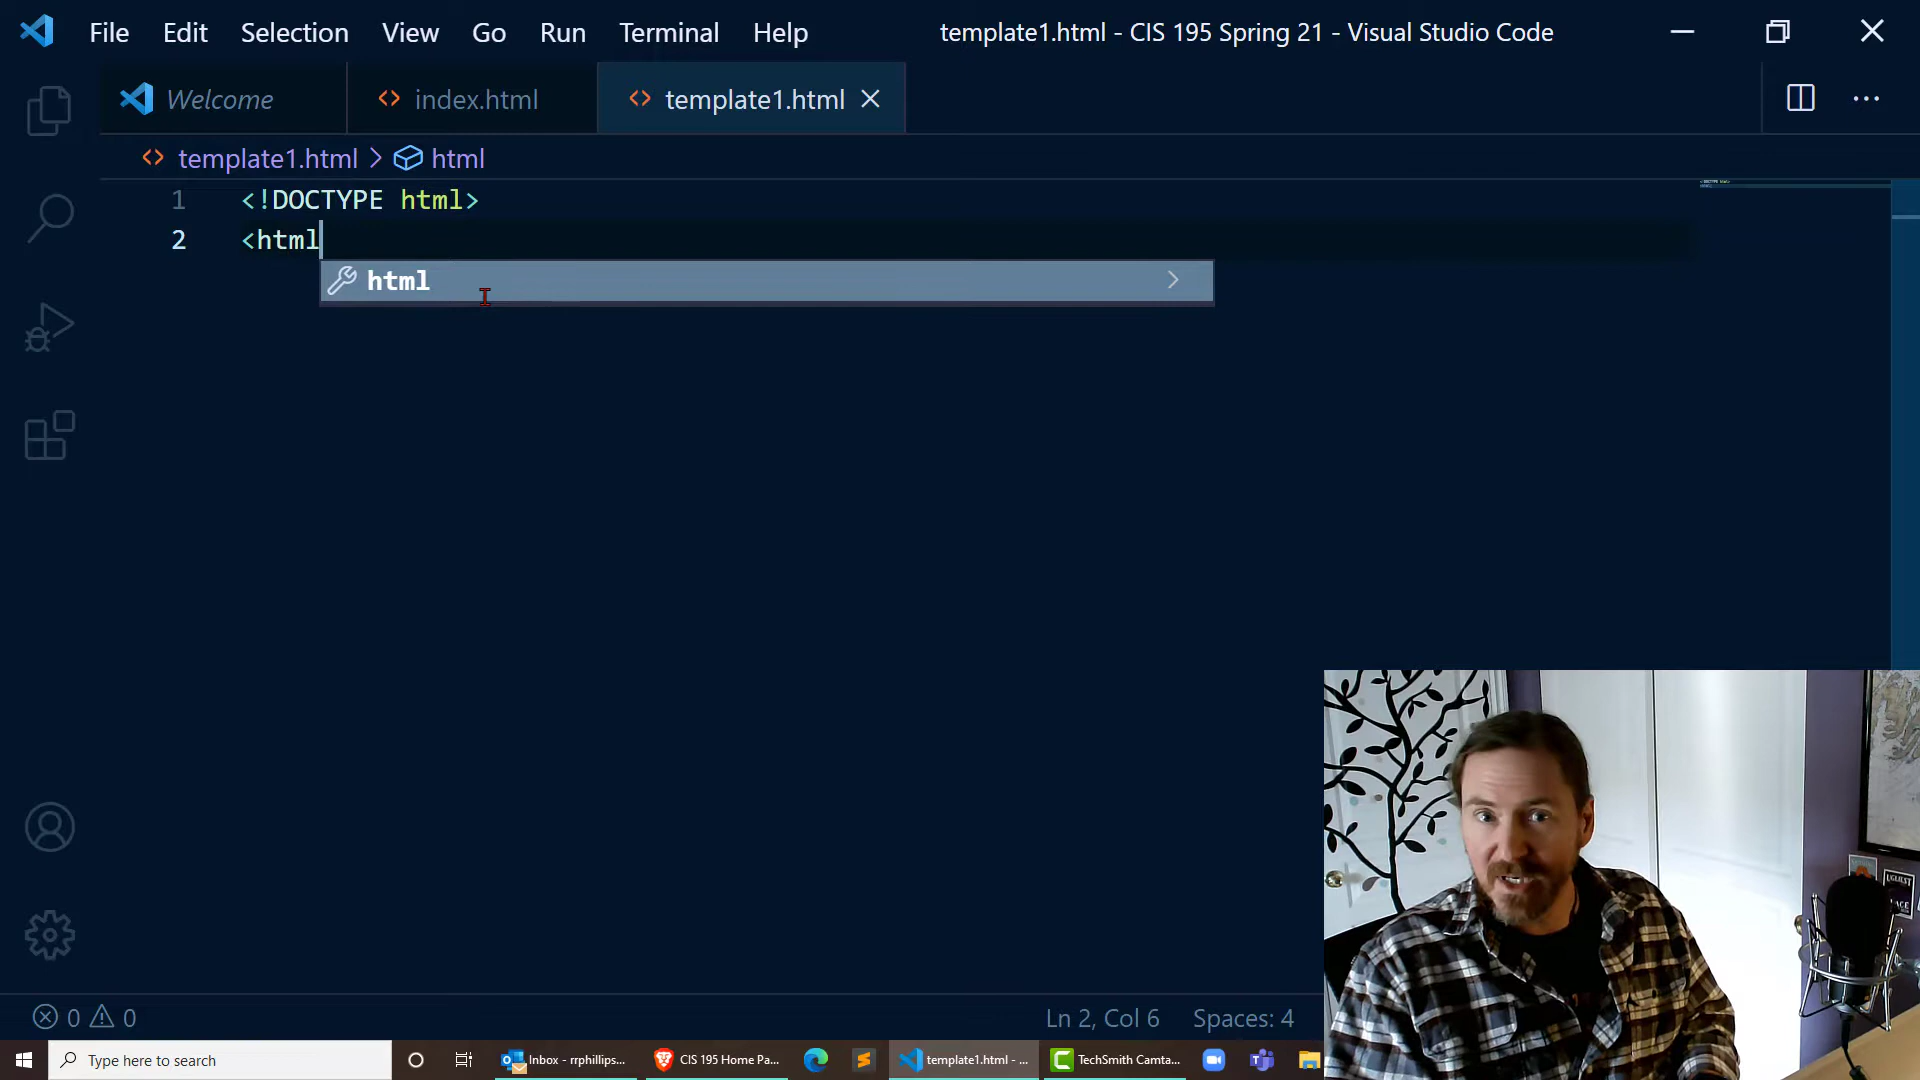 File Edit Selection View Go Run Terminal Help template1.html - CIS 195 Spring 21 - Visual Studio Code
Welcome index.html template1.html
template1.html > html
1 <!DOCTYPE html>
2 <html
html
UGLIEST
0 0 Ln 2, Col 6 Spaces: 4
Type here to search Inbox - rrphillips... CIS 195 Home Pa... template1.html - ... TechSmith Camta...